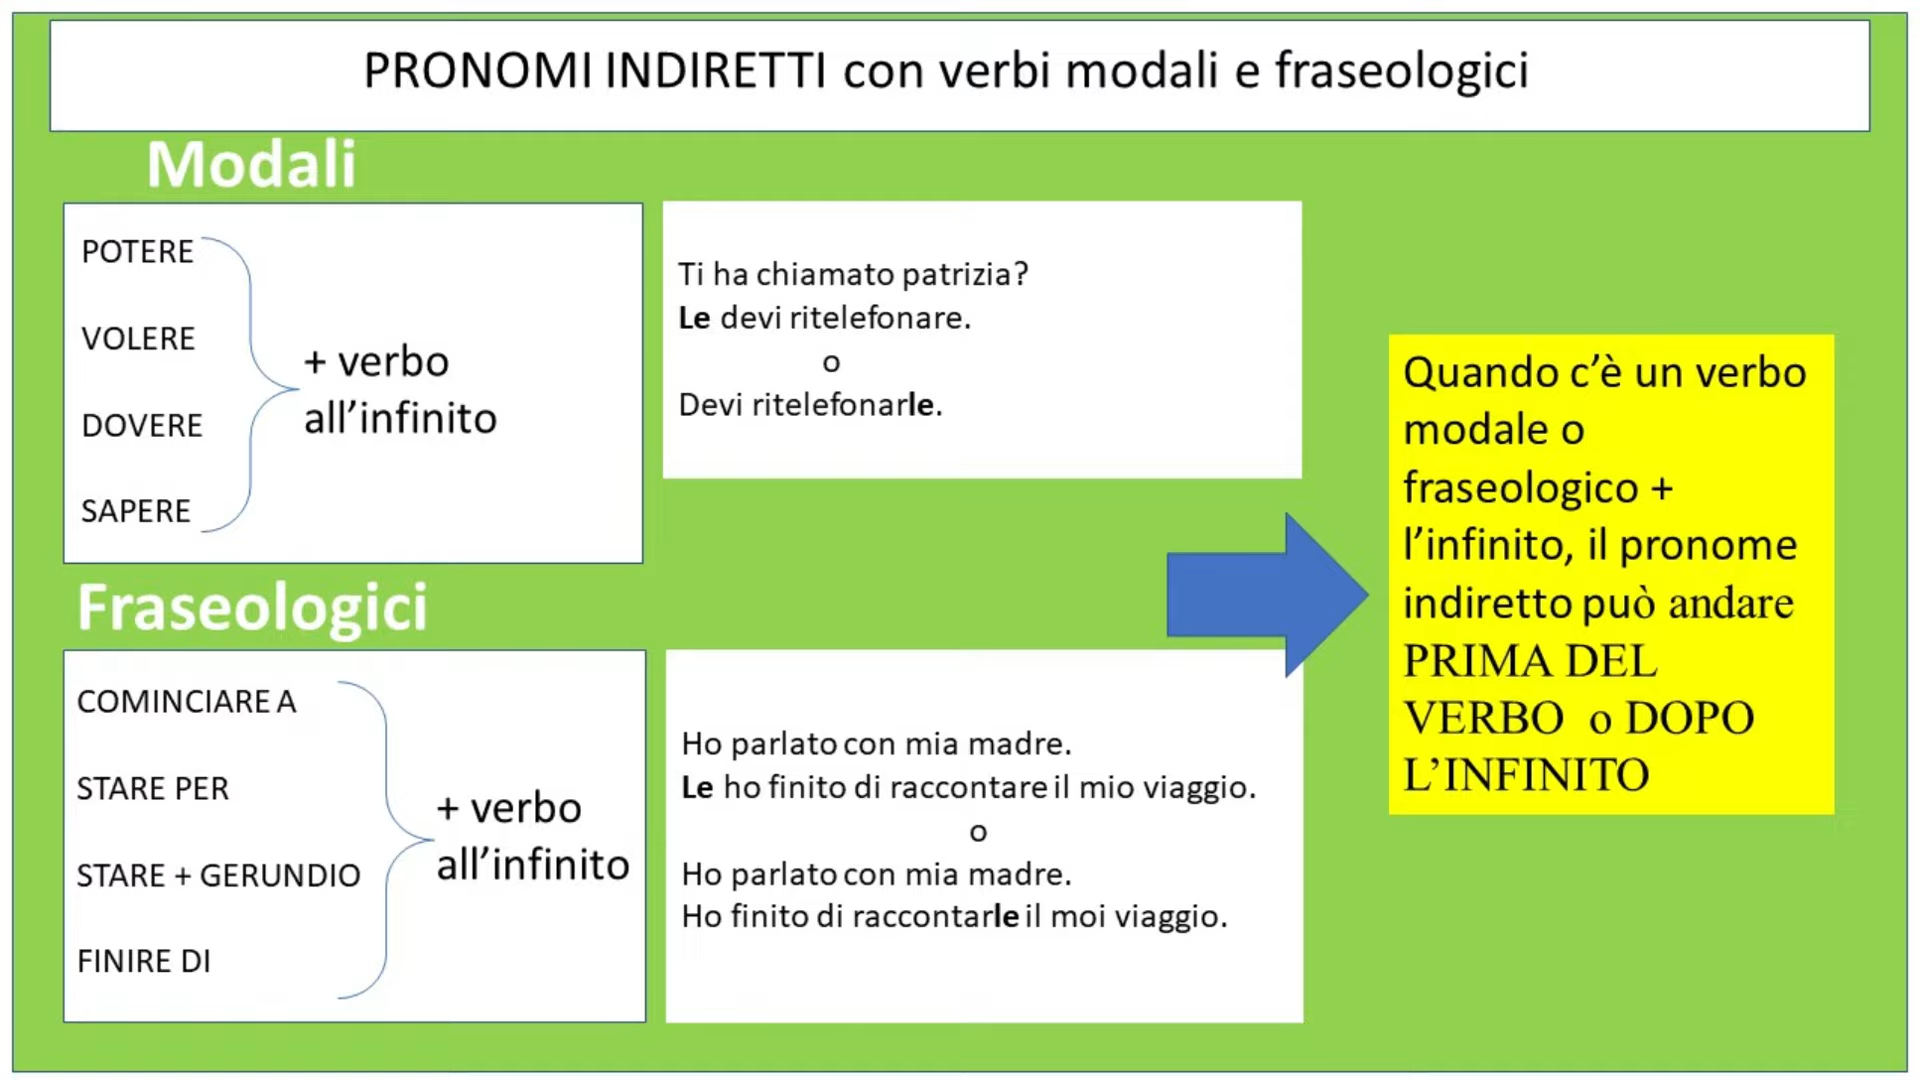 PRONOMI INDIRETTI con verbi modali e fraseologici
Modali
POTERE
VOLERE
DOVERE
SAPERE
+ verbo
all’infinito
Ti ha chiamato patrizia?
Le devi ritelefonare.
o
Devi ritelefonarle.
Fraseologici
COMINCIARE A
STARE PER
STARE + GERUNDIO
FINIRE DI
+ verbo
all’infinito
Ho parlato con mia madre.
Le ho finito di raccontare il mio viaggio.
o
Ho parlato con mia madre.
Ho finito di raccontarle il moi viaggio.
Quando c’è un verbo
modale o
fraseologico +
l’infinito, il pronome
indiretto può andare
PRIMA DEL
VERBO o DOPO
L’INFINITO